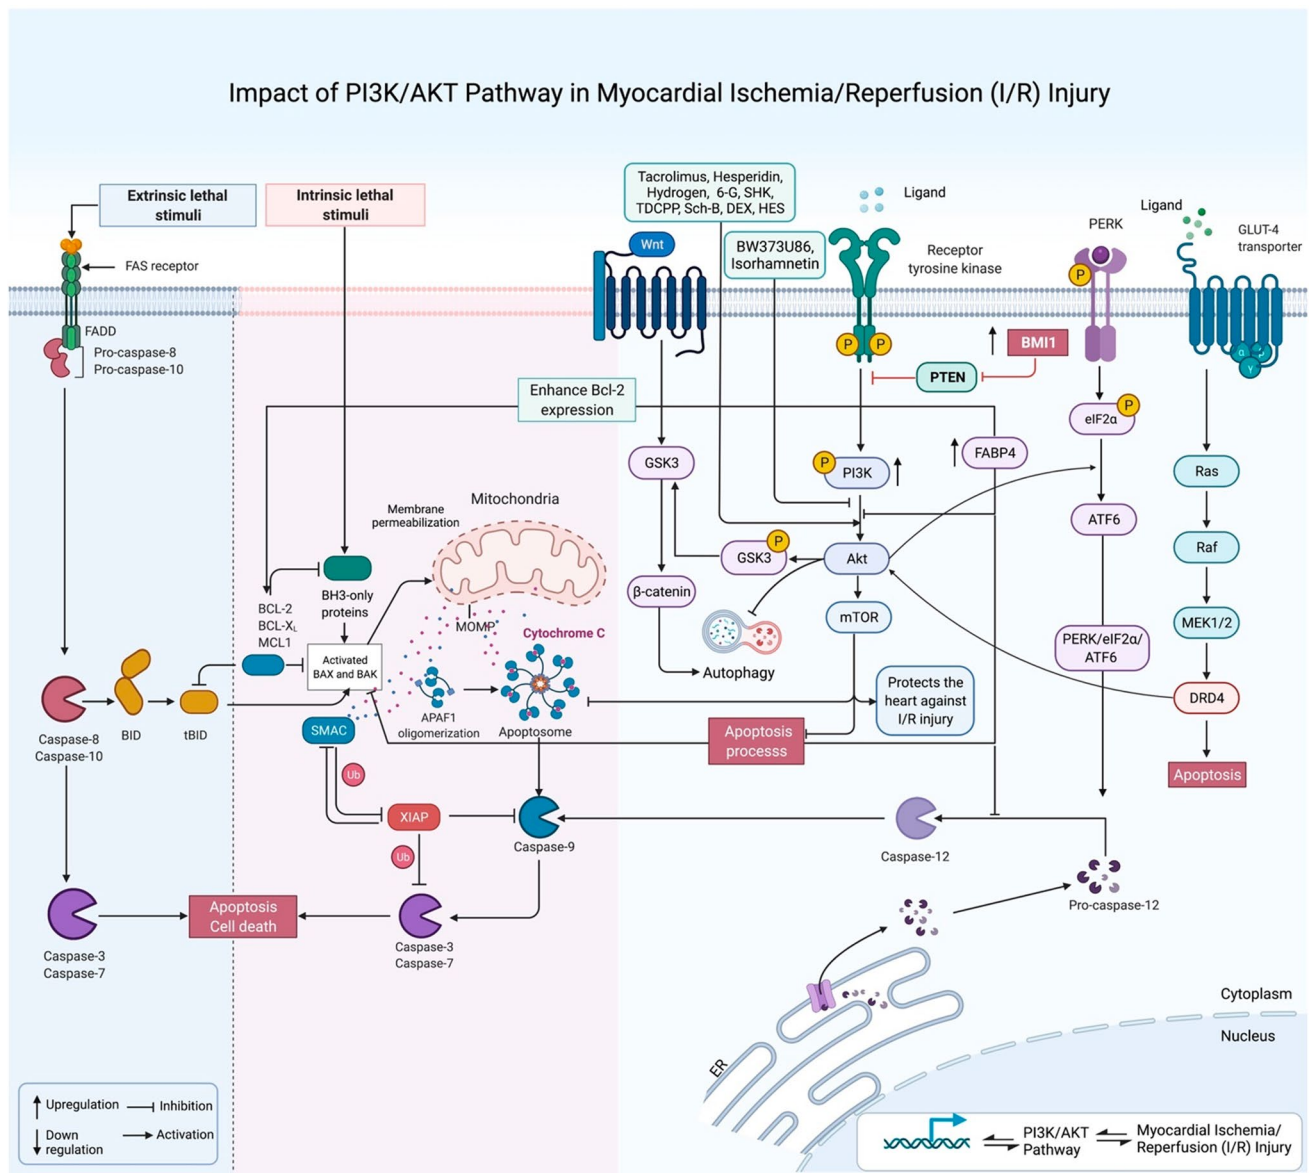 Impact of PI3K/AKT Pathway in Myocardial Ischemia/Reperfusion (I/R) Injury
Extrinsic lethal
stimuli
Intrinsic lethal
stimuli
FAS receptor
FADD
Pro-caspase-8
Pro-caspase-10
Tacrolimus, Hesperidin,
Hydrogen, 6-G, SHK,
TDCPP, Sch-B, DEX, HES
BW373U86,
Isorhamnetin
Wnt
Ligand
Receptor
tyrosine kinase
P
P
PERK
P
Ligand
GLUT-4
transporter
α
γ
BMI1
PTEN
Enhance Bcl-2
expression
GSK3
P
PI3K
FABP4
eIF2α
P
Ras
ATF6
Raf
Mitochondria
Membrane
permeabilization
GSK3
P
Akt
β-catenin
mTOR
MEK1/2
PERK/eIF2α/
ATF6
DRD4
Apoptosis
Autophagy
Protects the
heart against
I/R injury
Apoptosis
processs
BH3-only
proteins
BCL-2
BCL-XL
MCL1
MOMP
Cytochrome C
Activated
BAX and BAK
APAF1
oligomerization
Apoptosome
SMAC
Ub
XIAP
Ub
Caspase-8
Caspase-10
BID
tBID
Caspase-9
Caspase-12
Pro-caspase-12
Caspase-3
Caspase-7
Apoptosis
Cell death
Caspase-3
Caspase-7
ER
Cytoplasm
Nucleus
Upregulation
Inhibition
Down
regulation
Activation
PI3K/AKT
Pathway
Myocardial Ischemia/
Reperfusion (I/R) Injury